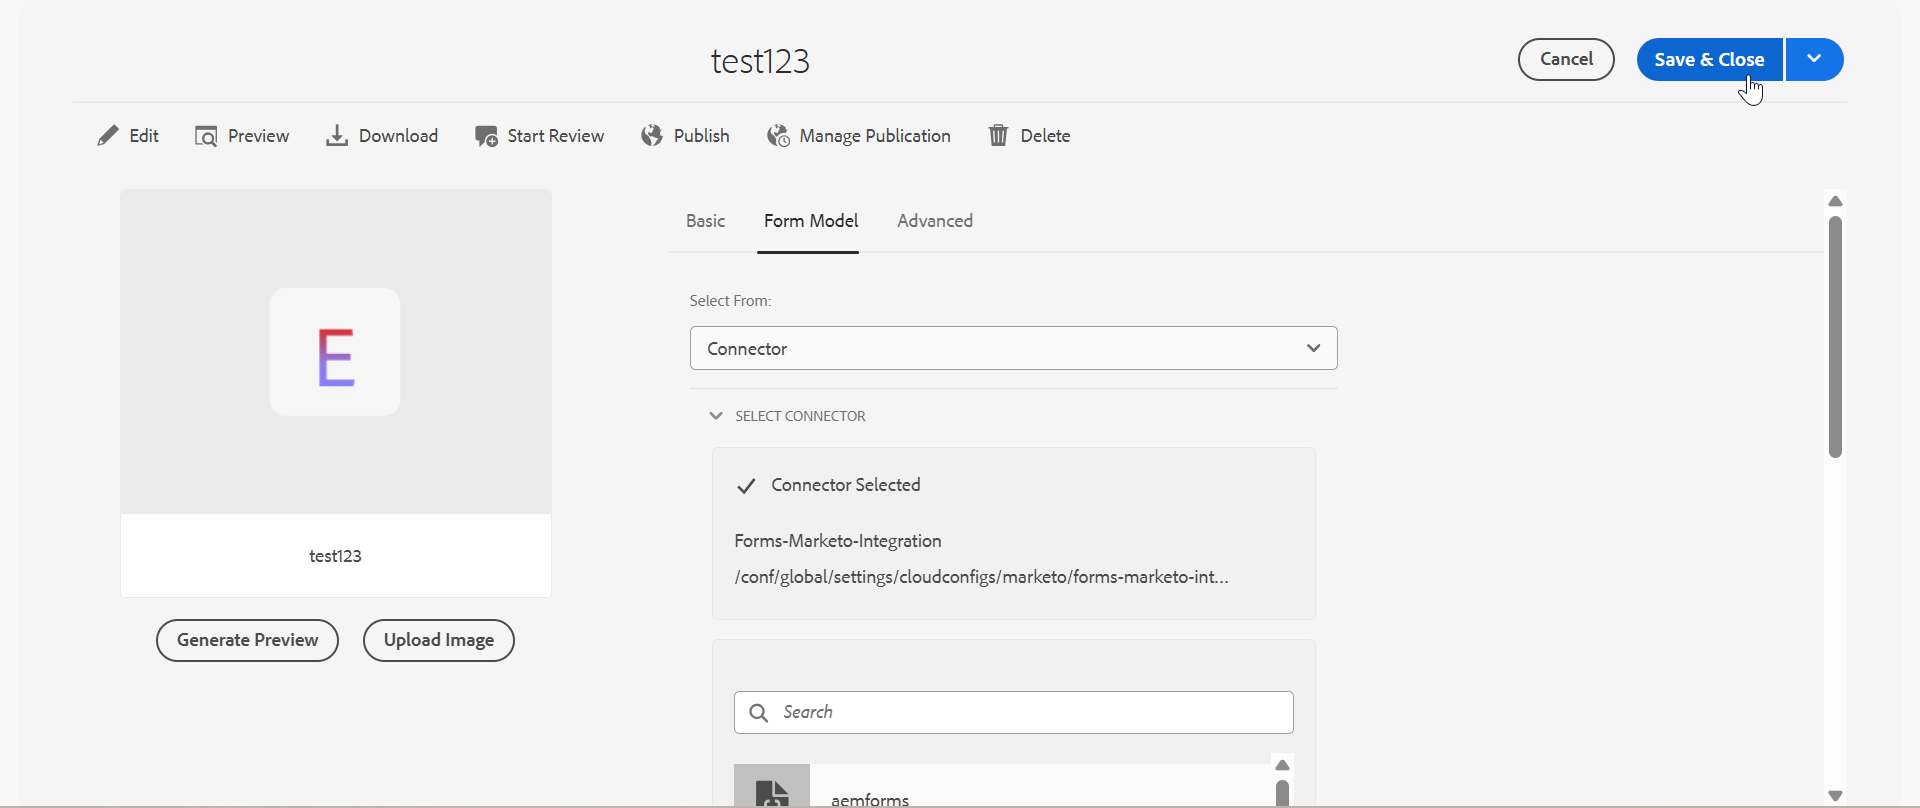 test123
Cancel
Save & Close
Edit
Preview
Download
Start Review
Publish
Manage Publication
Delete
E
test123
Generate Preview
Upload Image
Basic
Form Model
Advanced
Select From:
Connector
SELECT CONNECTOR
Connector Selected
Forms-Marketo-Integration
/conf/global/settings/cloudconfigs/marketo/forms-marketo-int...
Search
aemforms